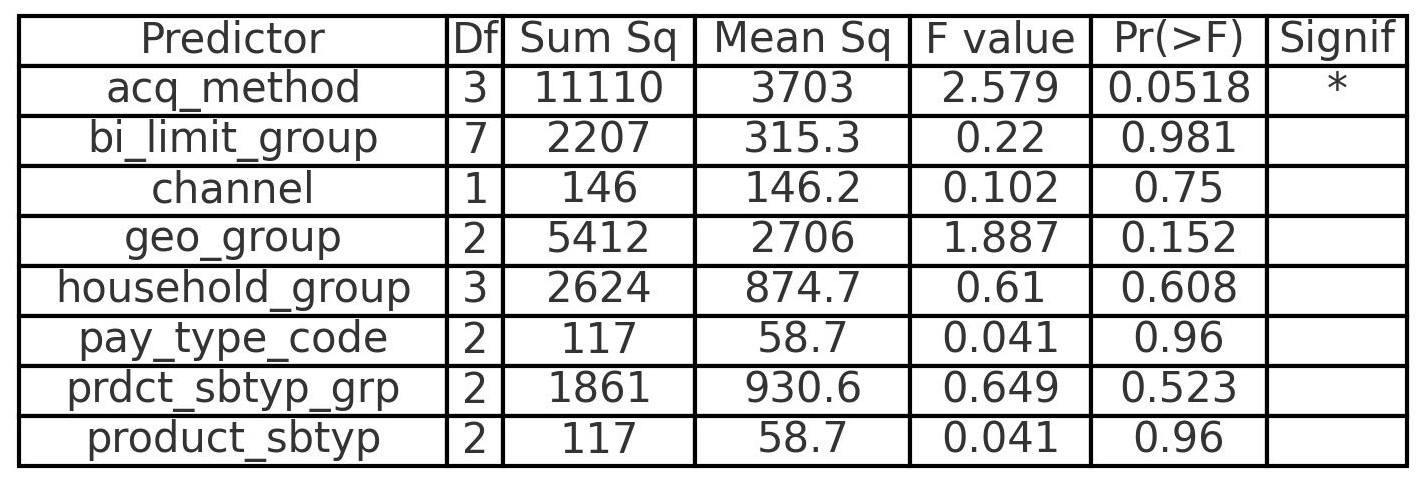 Predictor Df Sum Sq Mean Sq F value Pr(>F) Signif
acq_method 3 11110 3703 2.579 0.0518 *
bi_limit_group 7 2207 315.3 0.22 0.981
channel 1 146 146.2 0.102 0.75
geo_group 2 5412 2706 1.887 0.152
household_group 3 2624 874.7 0.61 0.608
pay_type_code 2 117 58.7 0.041 0.96
prdct_sbtyp_grp 2 1861 930.6 0.649 0.523
product_sbtyp 2 117 58.7 0.041 0.96